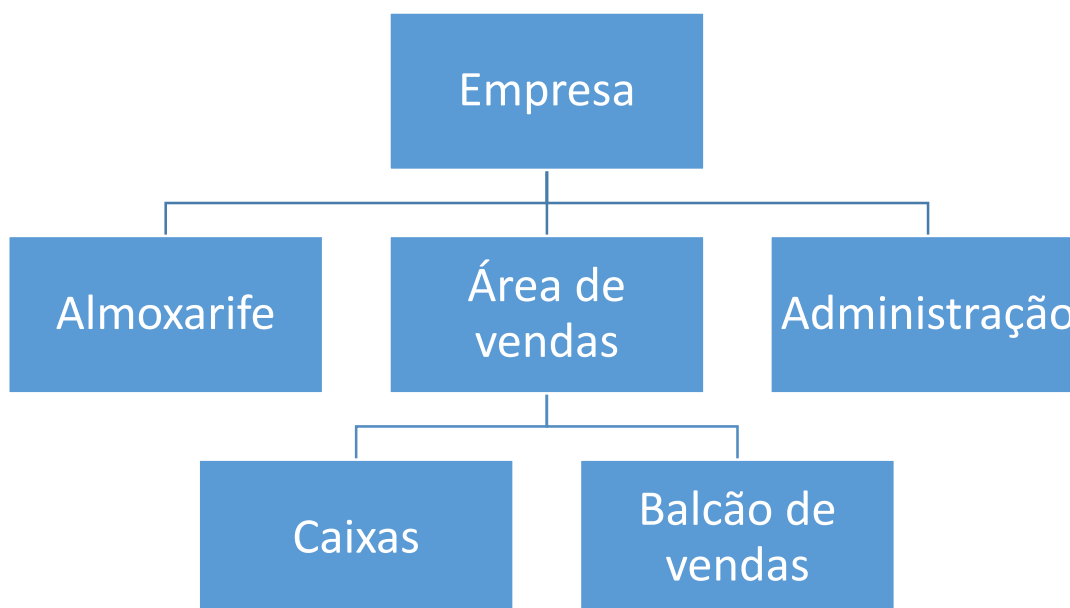 Empresa
Almoxarife
Área de
vendas
Administração
Caixas
Balcão de
vendas